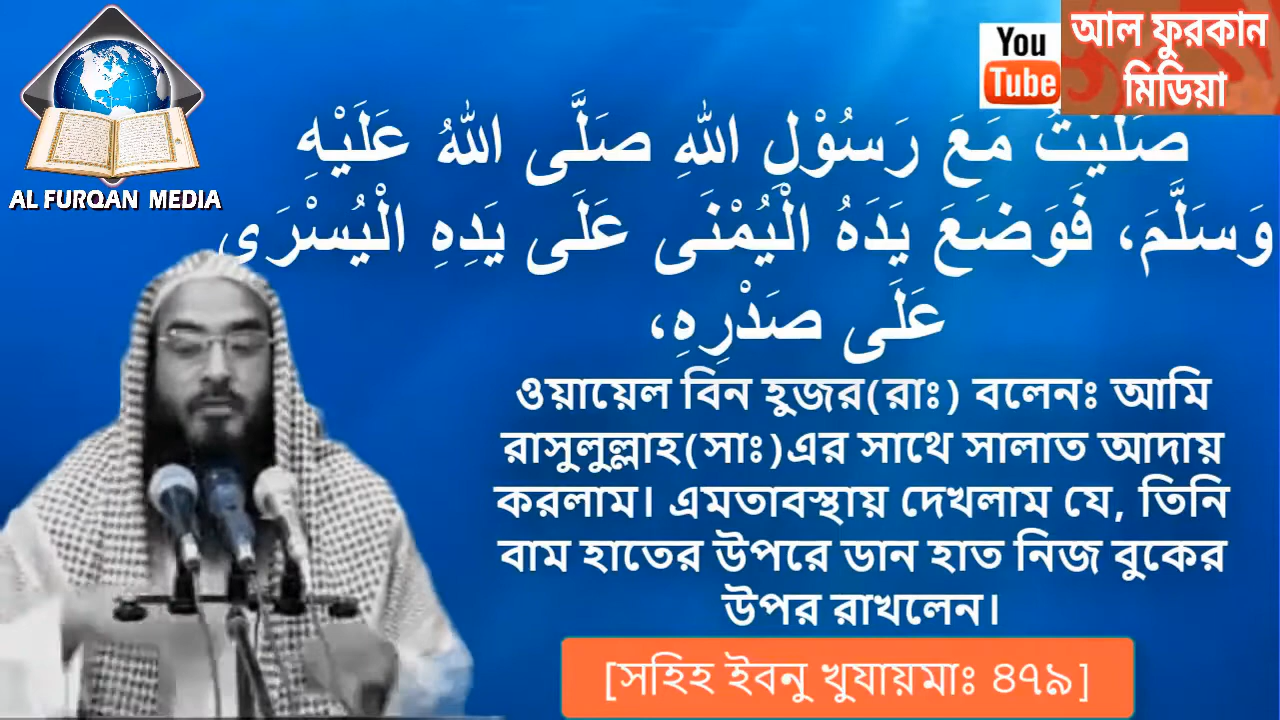 AL FURQAN MEDIA
You
Tube
আল ফুরকান
মিডিয়া
صَلَّيْتُ مَعَ رَسُوْلِ اللهِ صَلَّى اللهُ عَلَيْهِ
وَسَلَّمَ، فَوَضَعَ يَدَهُ الْيُمْنَى عَلَى يَدِهِ الْيُسْرَى
عَلَى صَدْرِهِ،
ওয়ায়েল বিন হুজর(রাঃ) বলেনঃ আমি
রাসুলুল্লাহ(সাঃ)এর সাথে সালাত আদায়
করলাম। এমতাবস্থায় দেখলাম যে, তিনি
বাম হাতের উপরে ডান হাত নিজ বুকের
উপর রাখলেন।
[সহিহ ইবনু খুযায়মাঃ ৪৭৯]